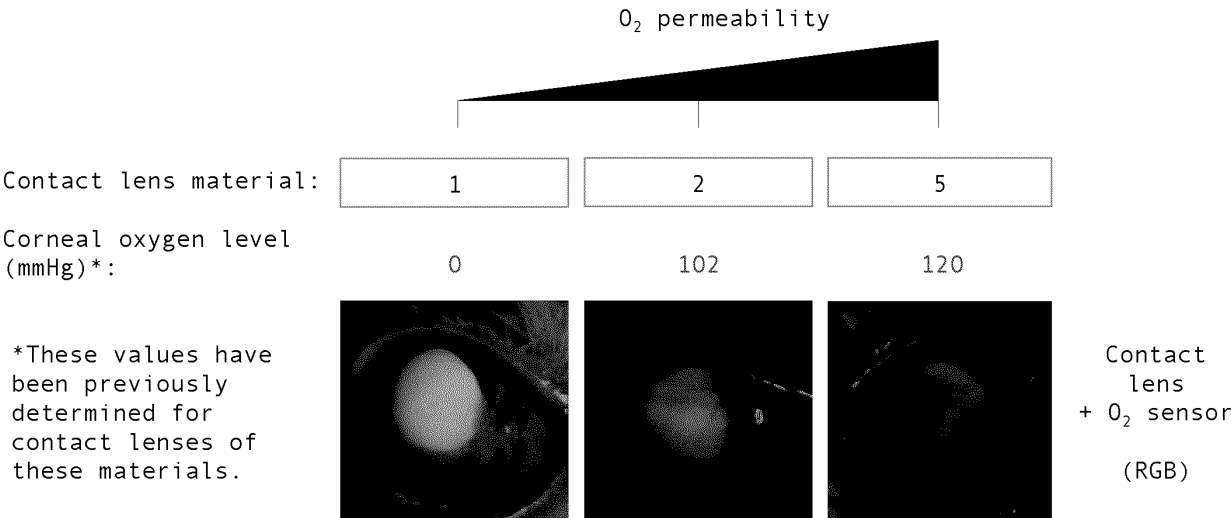 O₂ permeability
Contact lens material:
1
2
5
Corneal oxygen level
(mmHg)*:
0
102
120
*These values have
been previously
determined for
contact lenses of
these materials.
Contact
lens
+ O₂ sensor
(RGB)